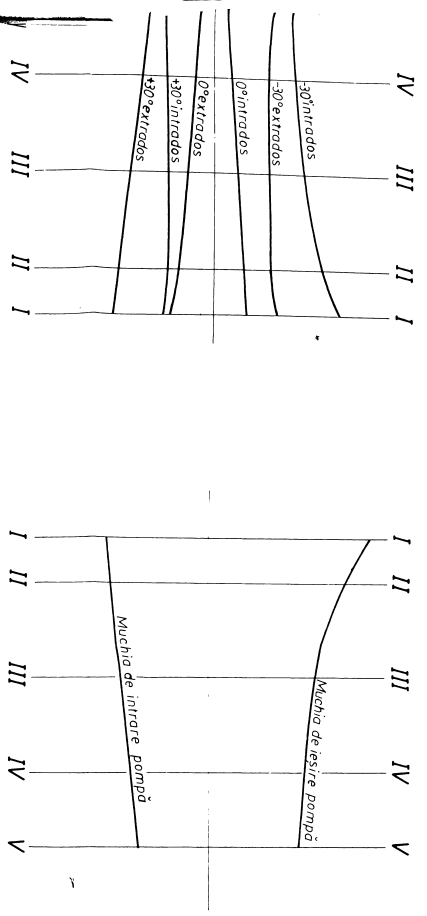 IV
III
II
I
-30°intrados
-30°extrados
0°intrados
0°extrados
+30°intrados
+30°extrados
IV
III
II
I
I
II
III
IV
V
Muchia de ieșire pompă
Muchia de intrare pompă
I
II
III
IV
V